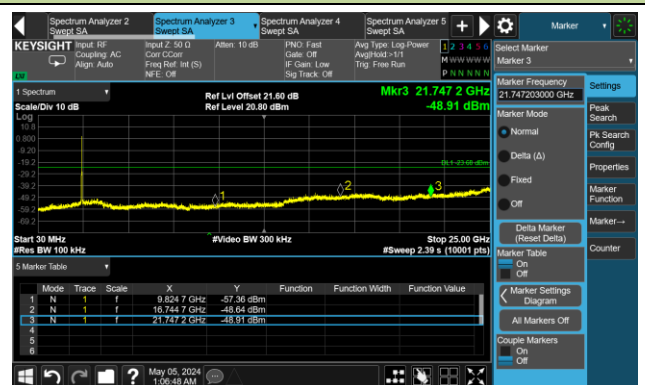 Spectrum Analyzer 2
Swept SA
Spectrum Analyzer 3
Swept SA
Spectrum Analyzer 4
Swept SA
Spectrum Analyzer 5
Swept SA
Marker
KEYSIGHT
Input: RF
Coupling: AC
Align: Auto
Input Z: 50 Ω
Corr CCorr
Freq Ref: Int (S)
NFE: Off
Atten: 10 dB
PNO: Fast
Gate: Off
IF Gain: Low
Sig Track: Off
Avg Type: Log-Power
Avg|Hold:>1/1
Trig: Free Run
1 2 3 4 5 6
M W W W W W
P N N N N N
Select Marker
Marker 3
LV
1 Spectrum
Scale/Div 10 dB
Ref Lvl Offset 21.60 dB
Ref Level 20.80 dBm
Mkr3 21.747 2 GHz
-48.91 dBm
Log
10.8
0.800
-9.20
-19.2
-29.2
-39.2
-49.2
-59.2
-69.2
DL1 -23.68 dBm
1
2
3
Start 30 MHz
#Res BW 100 kHz
#Video BW 300 kHz
Stop 25.00 GHz
#Sweep 2.39 s (10001 pts)
5 Marker Table
Mode Trace Scale X Y Function Function Width Function Value
1 N 1 f 9.824 7 GHz -57.36 dBm
2 N 1 f 16.744 7 GHz -48.64 dBm
3 N 1 f 21.747 2 GHz -48.91 dBm
4
5
6
Marker Frequency
21.747203000 GHz
Marker Mode
Normal
Delta (Δ)
Fixed
Off
Delta Marker
(Reset Delta)
Marker Table
On
Off
Marker Settings
Diagram
All Markers Off
Couple Markers
On
Off
Settings
Peak
Search
Pk Search
Config
Properties
Marker
Function
Marker→
Counter
May 05, 2024
1:06:48 AM